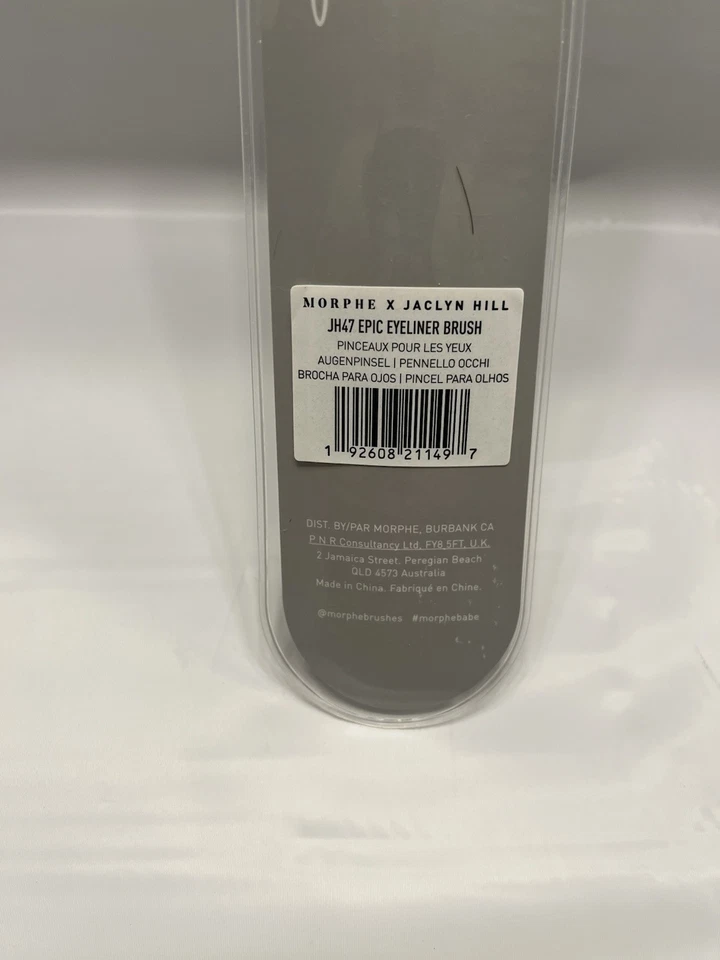 MORPHE X JACLYN HILL
JH47 EPIC EYELINER BRUSH
PINCEAUX POUR LES YEUX
AUGENPINSEL | PENNELLO OCCHI
BROCHA PARA OJOS | PINCEL PARA OLHOS
1 92608 21149 7
DIST. BY/PAR MORPHE, BURBANK CA
P.N.R Consultancy Ltd. FY8 5FT, U.K.
2 Jamaica Street. Peregian Beach
QLD 4573 Australia
Made in China. Fabriqué en Chine.
@morphebrushes #morphebabe